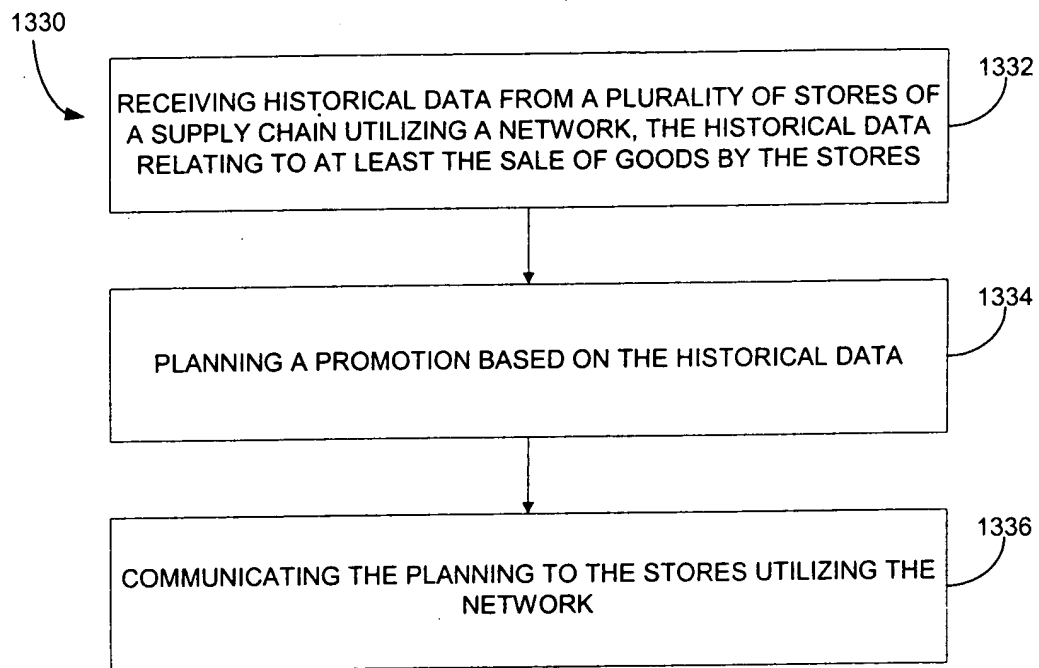 1330
1332
RECEIVING HISTORICAL DATA FROM A PLURALITY OF STORES OF
A SUPPLY CHAIN UTILIZING A NETWORK, THE HISTORICAL DATA
RELATING TO AT LEAST THE SALE OF GOODS BY THE STORES
1334
PLANNING A PROMOTION BASED ON THE HISTORICAL DATA
1336
COMMUNICATING THE PLANNING TO THE STORES UTILIZING THE
NETWORK